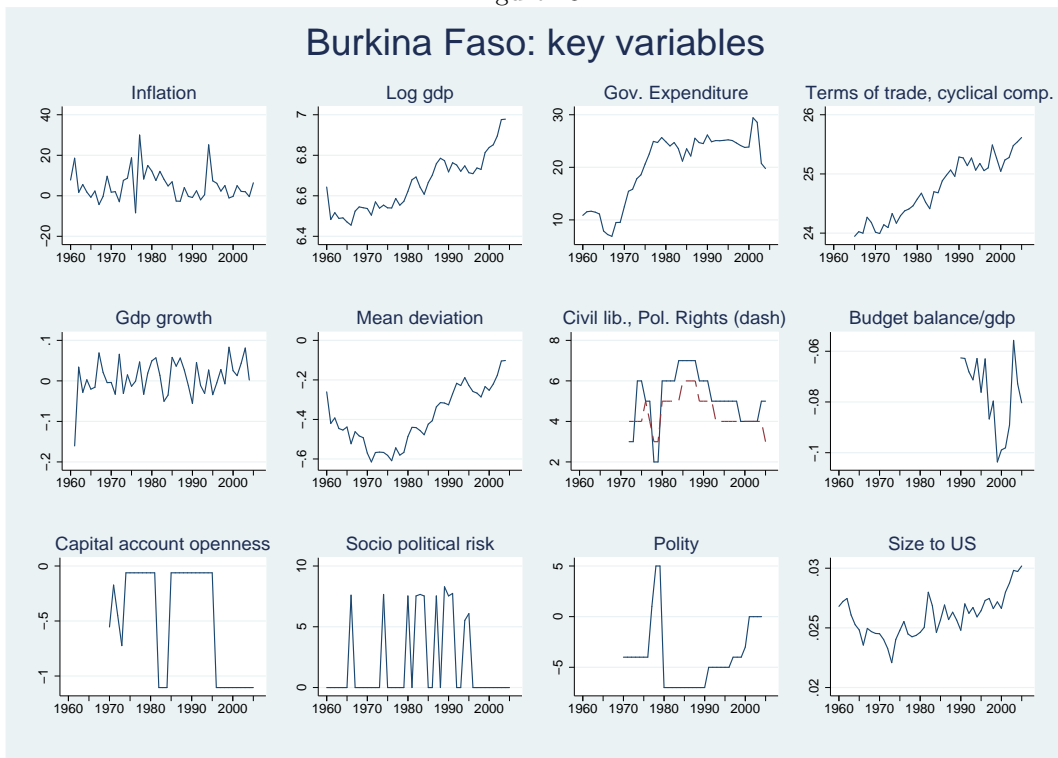 Burkina Faso: key variables
Inflation
Log gdp
Gov. Expenditure
Terms of trade, cyclical comp.
40
20
0
-20
1960 1970 1980 1990 2000
7
6.8
6.6
6.4
1960 1970 1980 1990 2000
30
20
10
1960 1970 1980 1990 2000
26
25
24
1960 1970 1980 1990 2000
Gdp growth
Mean deviation
Civil lib., Pol. Rights (dash)
Budget balance/gdp
.1
0
-.1
-.2
1960 1970 1980 1990 2000
0
-.2
-.4
-.6
1960 1970 1980 1990 2000
8
6
4
2
1960 1970 1980 1990 2000
-.06
-.08
-.1
1960 1970 1980 1990 2000
Capital account openness
Socio political risk
Polity
Size to US
0
-.5
-1
1960 1970 1980 1990 2000
10
5
0
1960 1970 1980 1990 2000
5
0
-5
1960 1970 1980 1990 2000
.03
.025
.02
1960 1970 1980 1990 2000